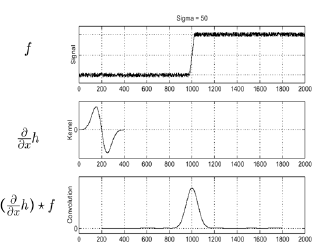 Sigma = 50
f
Signal
0 200 400 600 800 1000 1200 1400 1600 1800 2000
∂/∂x h
Kernel
0
0 200 400 600 800 1000 1200 1400 1600 1800 2000
(∂/∂x h) ⋆ f
Convolution
0
0 200 400 600 800 1000 1200 1400 1600 1800 2000